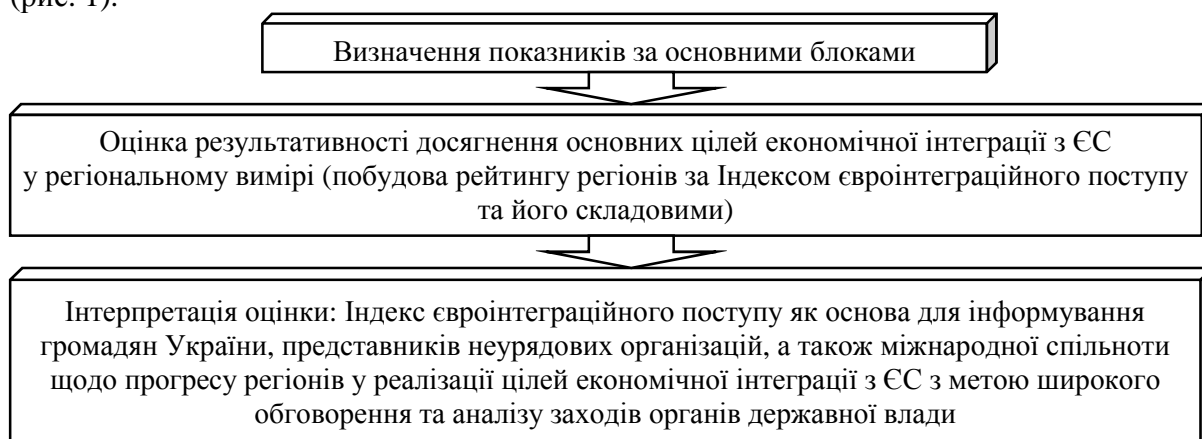 (рис. 1).
Визначення показників за основними блоками
Оцінка результативності досягнення основних цілей економічної інтеграції з ЄС
у регіональному вимірі (побудова рейтингу регіонів за Індексом євроінтеграційного поступу
та його складовими)
Інтерпретація оцінки: Індекс євроінтеграційного поступу як основа для інформування
громадян України, представників неурядових організацій, а також міжнародної спільноти
щодо прогресу регіонів у реалізації цілей економічної інтеграції з ЄС з метою широкого
обговорення та аналізу заходів органів державної влади